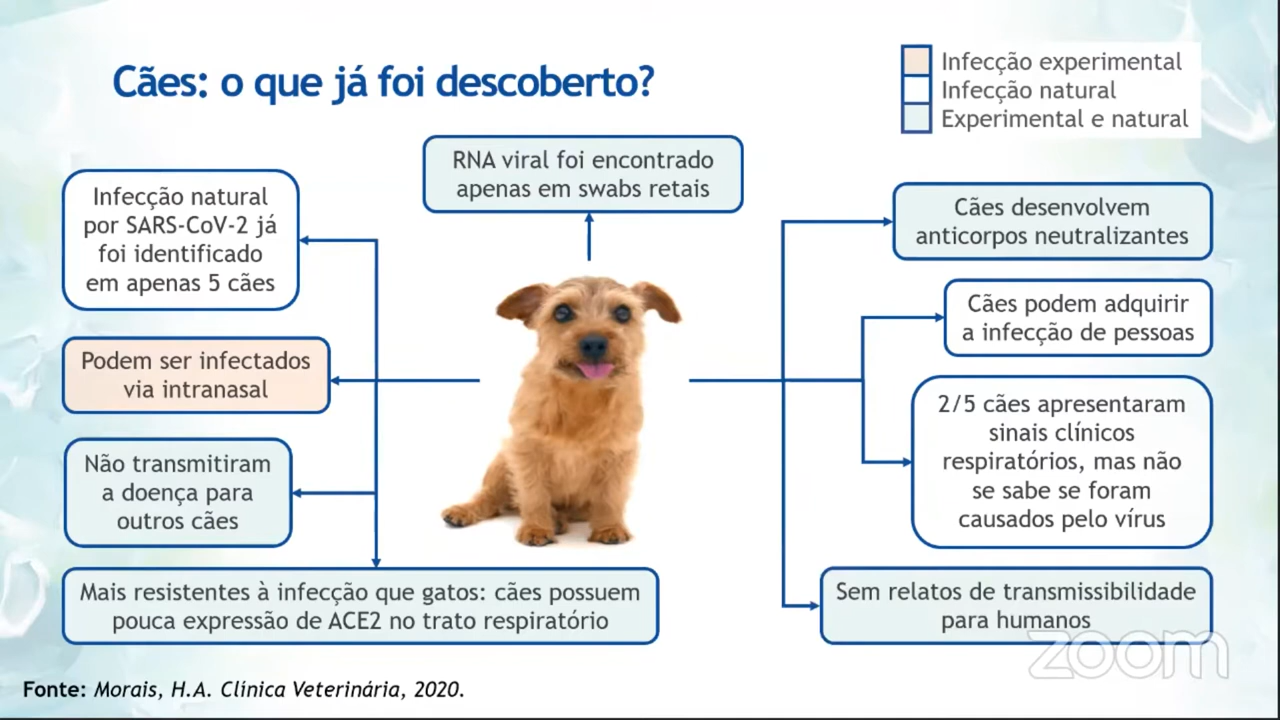 Cães: o que já foi descoberto?
Infecção experimental
Infecção natural
Experimental e natural
RNA viral foi encontrado
apenas em swabs retais
Infecção natural
por SARS-CoV-2 já
foi identificado
em apenas 5 cães
Podem ser infectados
via intranasal
Não transmitiram
a doença para
outros cães
Mais resistentes à infecção que gatos: cães possuem
pouca expressão de ACE2 no trato respiratório
Cães desenvolvem
anticorpos neutralizantes
Cães podem adquirir
a infecção de pessoas
2/5 cães apresentaram
sinais clínicos
respiratórios, mas não
se sabe se foram
causados pelo vírus
Sem relatos de transmissibilidade
para humanos
zoom
Fonte: Morais, H.A. Clínica Veterinária, 2020.